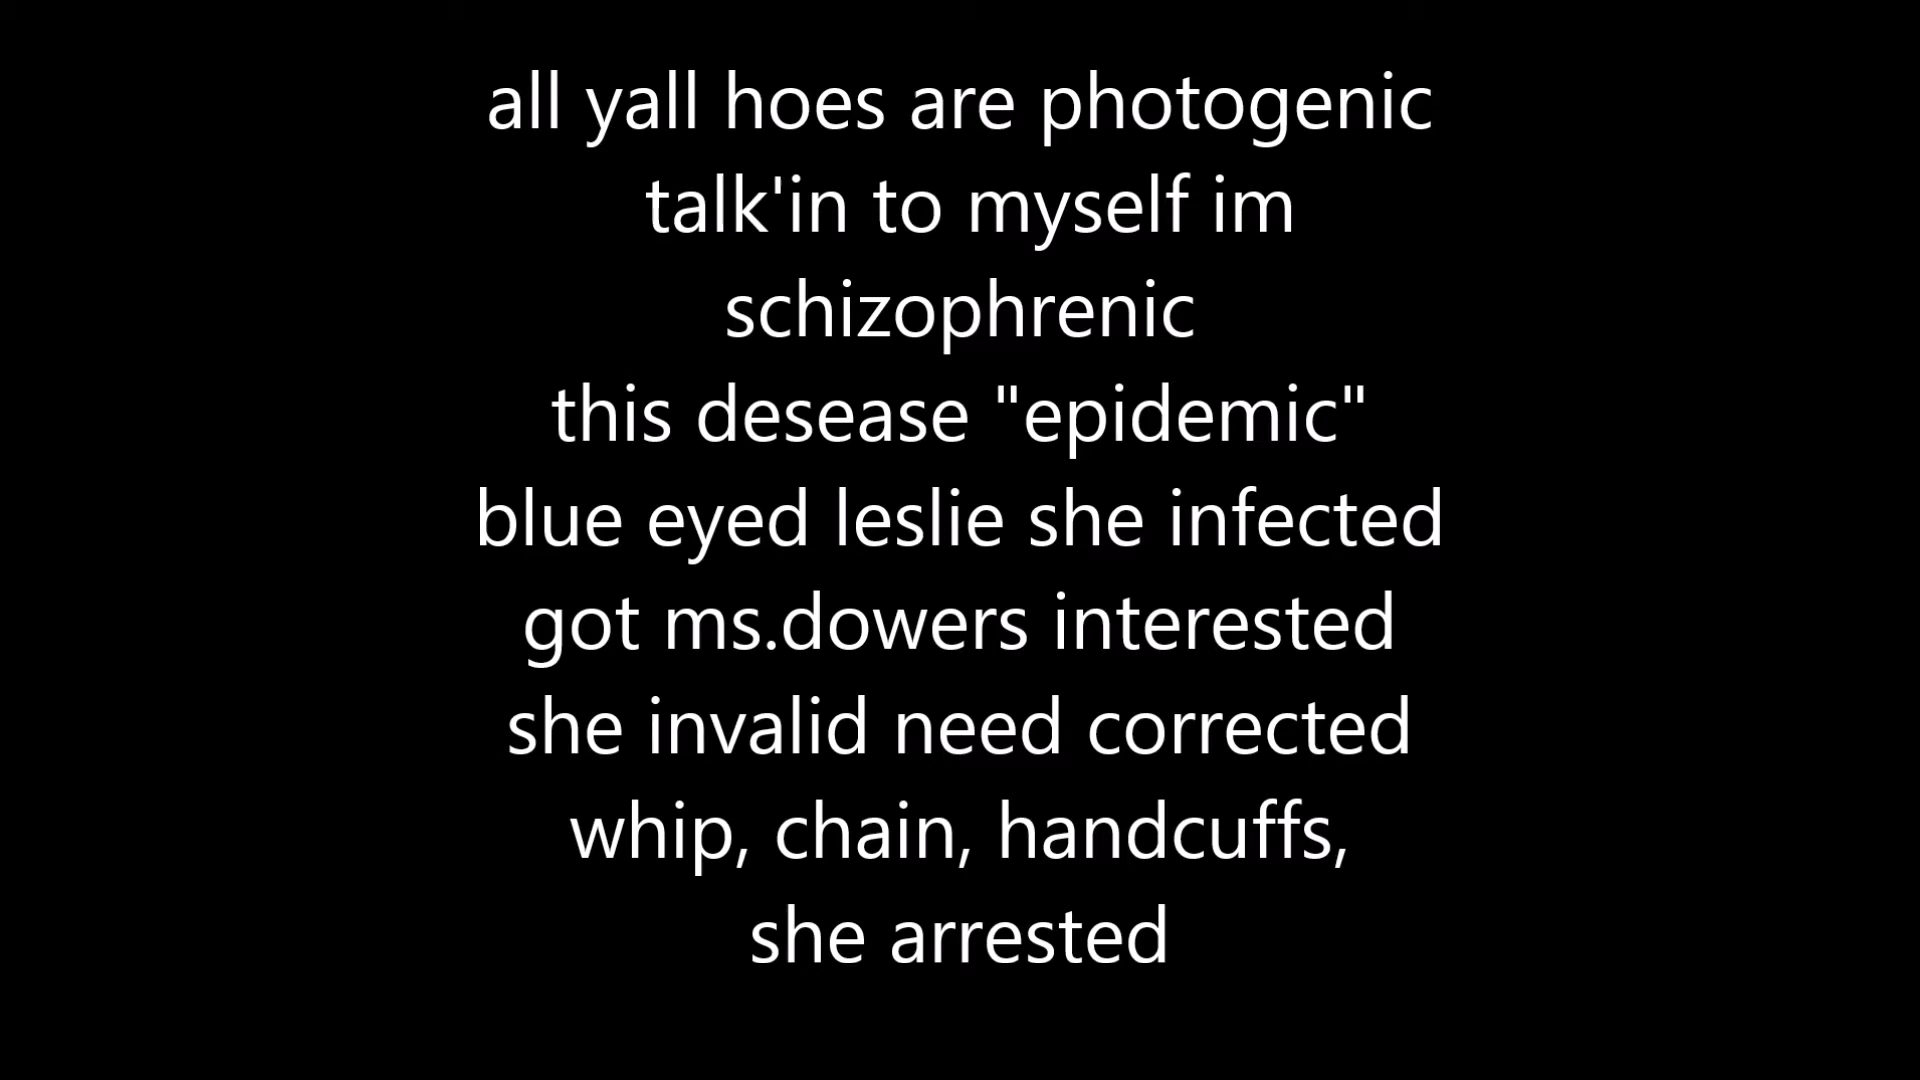 all yall hoes are photogenic
talk'in to myself im
schizophrenic
this desease "epidemic"
blue eyed leslie she infected
got ms.dowers interested
she invalid need corrected
whip, chain, handcuffs,
she arrested